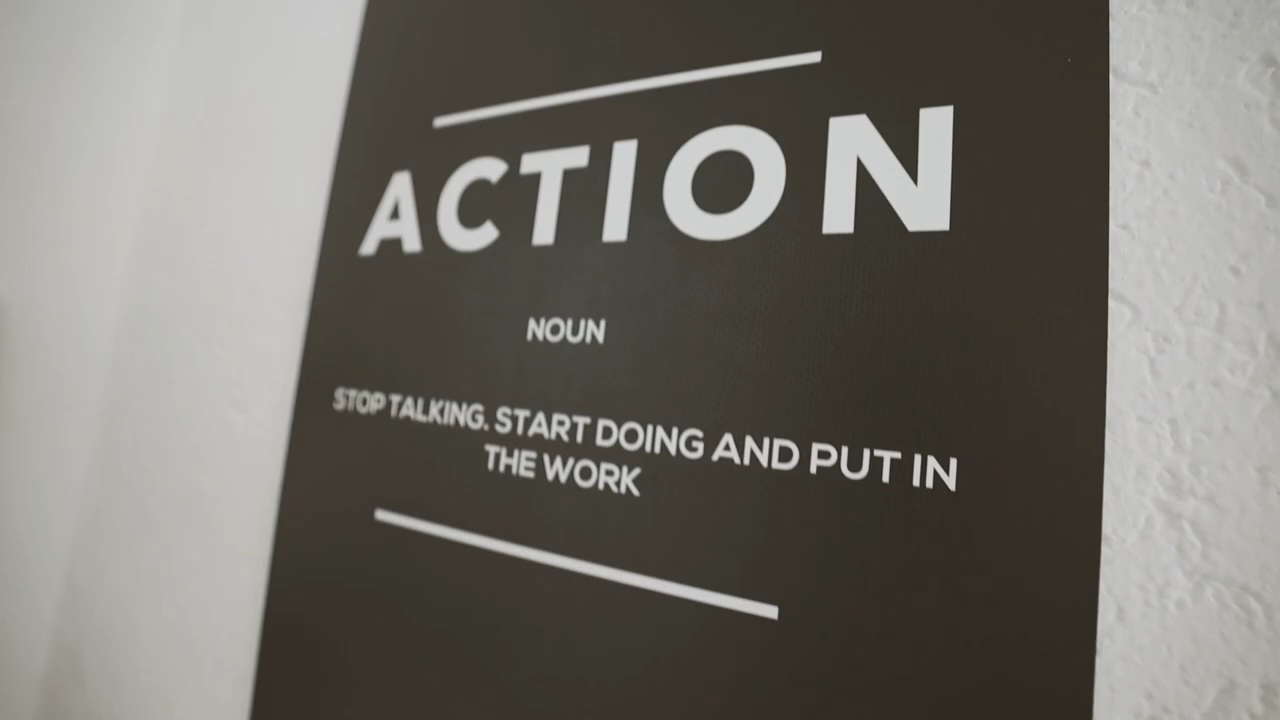 ACTION
NOUN
STOP TALKING. START DOING AND PUT IN
THE WORK